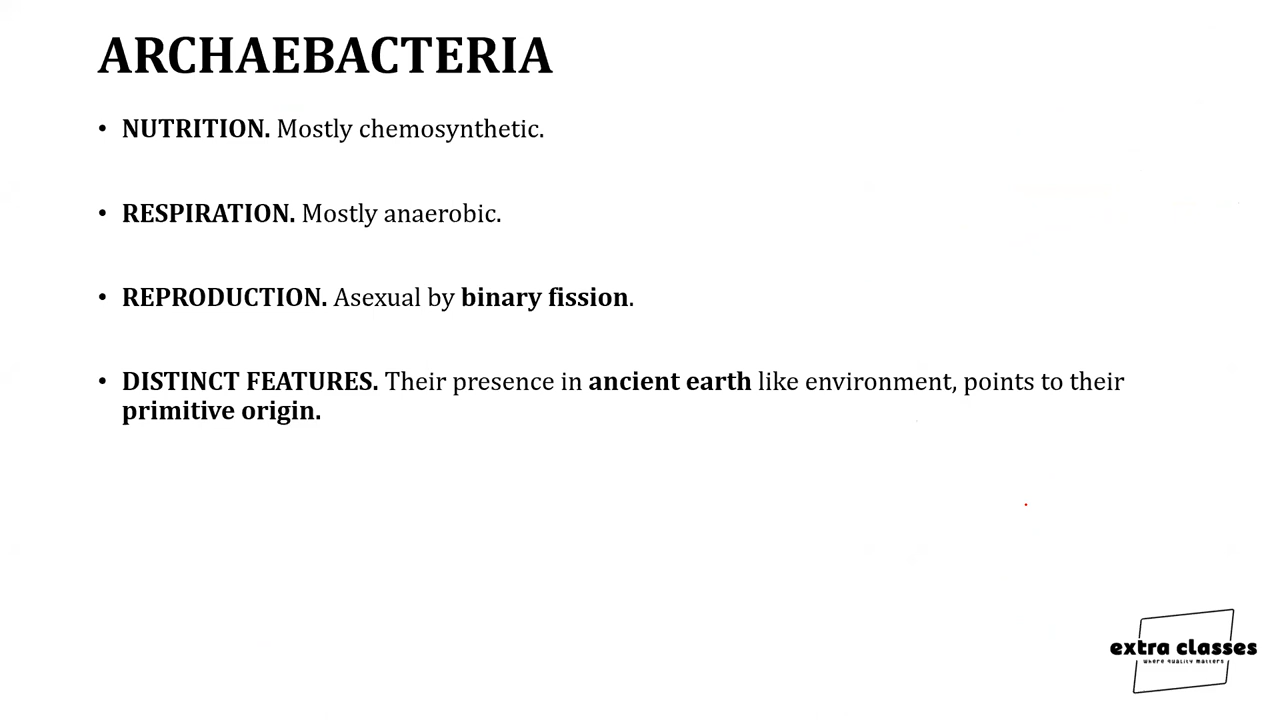 ARCHAEBACTERIA
• NUTRITION. Mostly chemosynthetic.
• RESPIRATION. Mostly anaerobic.
• REPRODUCTION. Asexual by binary fission.
• DISTINCT FEATURES. Their presence in ancient earth like environment, points to their
primitive origin.
extra classes
where quality matters